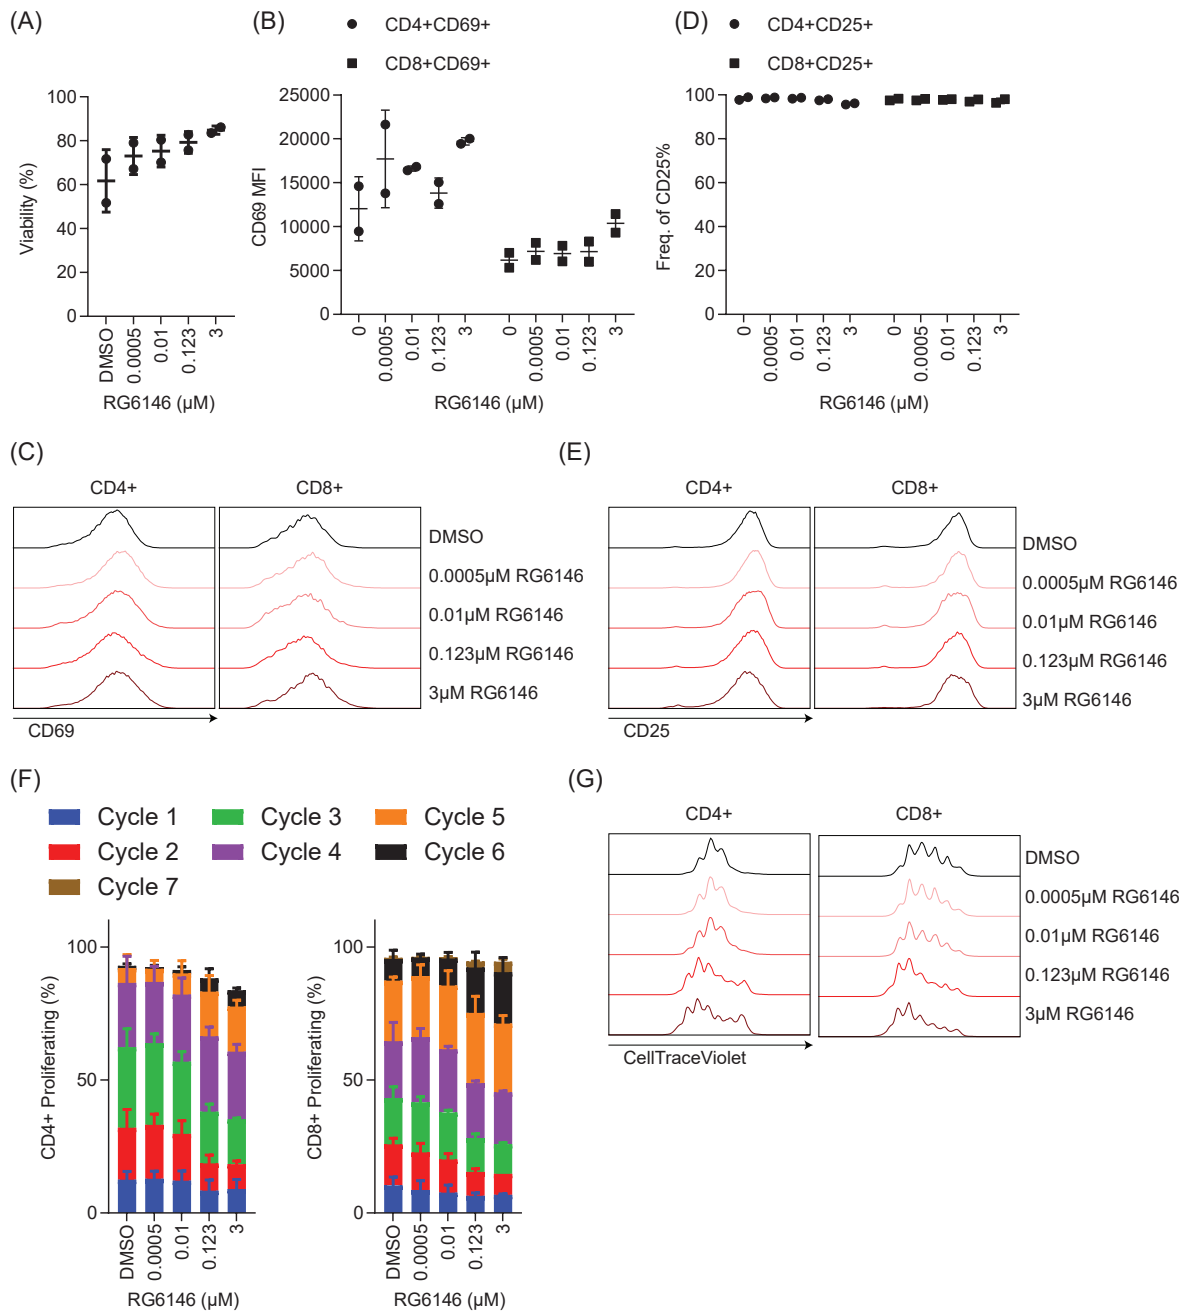 (A)
Viability (%)
100
80
60
40
20
0
DMSO
0.0005
0.01
0.123
3
RG6146 (µM)
(B)
CD4+CD69+
CD8+CD69+
CD69 MFI
25000
20000
15000
10000
5000
0
0
0.0005
0.01
0.123
3
0
0.0005
0.01
0.123
3
RG6146 (µM)
(D)
CD4+CD25+
CD8+CD25+
Freq. of CD25%
100
80
60
40
20
0
0
0.0005
0.01
0.123
3
0
0.0005
0.01
0.123
3
RG6146 (µM)
(C)
CD4+
CD8+
DMSO
0.0005µM RG6146
0.01µM RG6146
0.123µM RG6146
3µM RG6146
CD69
(E)
CD4+
CD8+
DMSO
0.0005µM RG6146
0.01µM RG6146
0.123µM RG6146
3µM RG6146
CD25
(F)
Cycle 1
Cycle 3
Cycle 5
Cycle 2
Cycle 4
Cycle 6
Cycle 7
CD4+ Proliferating (%)
100
50
0
DMSO
0.0005
0.01
0.123
3
RG6146 (µM)
CD8+ Proliferating (%)
100
50
0
DMSO
0.0005
0.01
0.123
3
RG6146 (µM)
(G)
CD4+
CD8+
DMSO
0.0005µM RG6146
0.01µM RG6146
0.123µM RG6146
3µM RG6146
CellTraceViolet